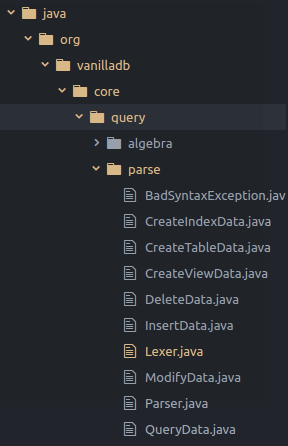 java
org
vanilladb
core
query
algebra
parse
BadSyntaxException.jav
CreateIndexData.java
CreateTableData.java
CreateViewData.java
DeleteData.java
InsertData.java
Lexer.java
ModifyData.java
Parser.java
QueryData.java